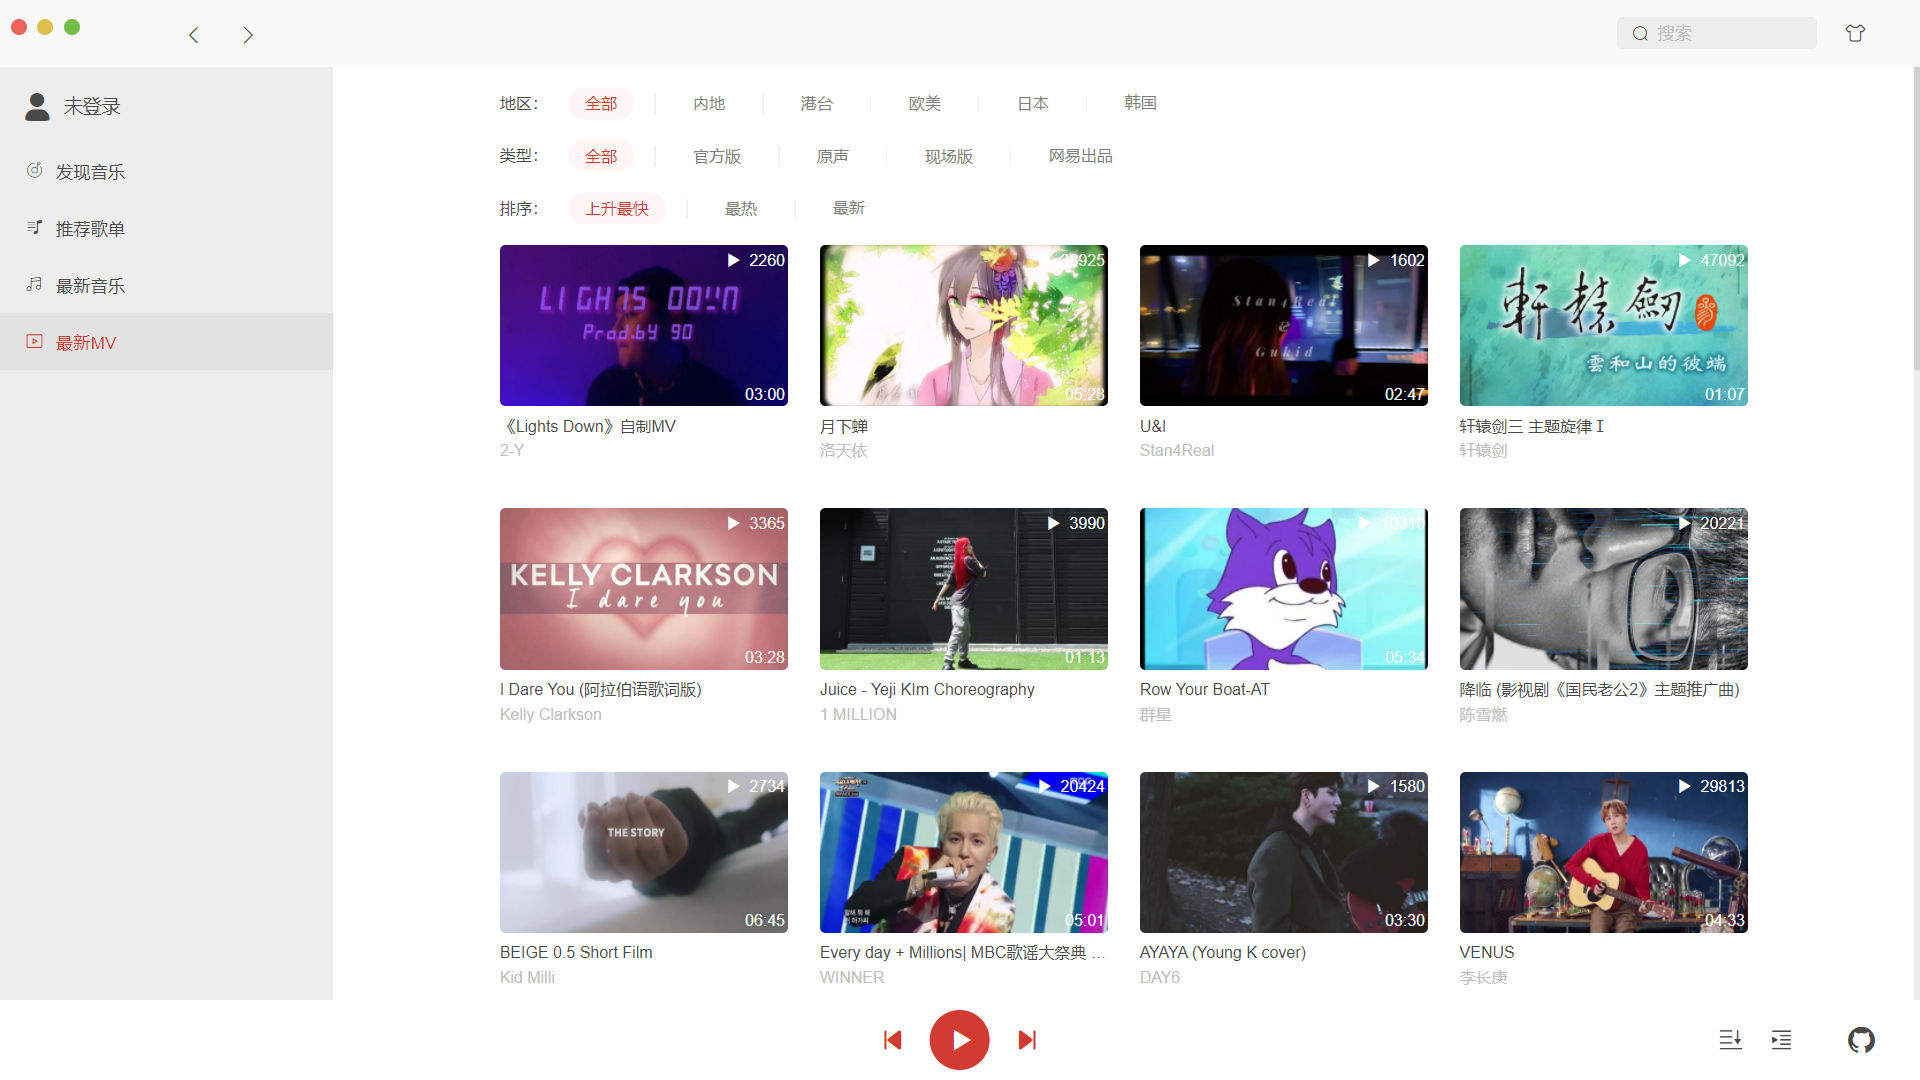 搜索
未登录
发现音乐
推荐歌单
最新音乐
最新MV
地区： 全部 内地 港台 欧美 日本 韩国
类型： 全部 官方版 原声 现场版 网易出品
排序： 上升最快 最热 最新
2260
LIGHTS DOWN
Prod.by 90
03:00
《Lights Down》自制MV
2-Y
05:28
月下蝉
洛天依
1602
Stan4Real
&
Gukid
02:47
U&I
Stan4Real
47092
軒轅劍
雲和山的彼端
01:07
轩辕剑三 主题旋律 I
轩辕剑
3365
KELLY CLARKSON
I dare you
03:28
I Dare You (阿拉伯语歌词版)
Kelly Clarkson
3990
01:13
Juice - Yeji KIm Choreography
1 MILLION
10310
05:34
Row Your Boat-AT
群星
20221
降临 (影视剧《国民老公2》主题推广曲)
陈雪燃
2734
THE STORY
06:45
BEIGE 0.5 Short Film
Kid Milli
20424
05:01
Every day + Millions| MBC歌谣大祭典 ...
WINNER
1580
03:30
AYAYA (Young K cover)
DAY6
29813
04:33
VENUS
李长庚